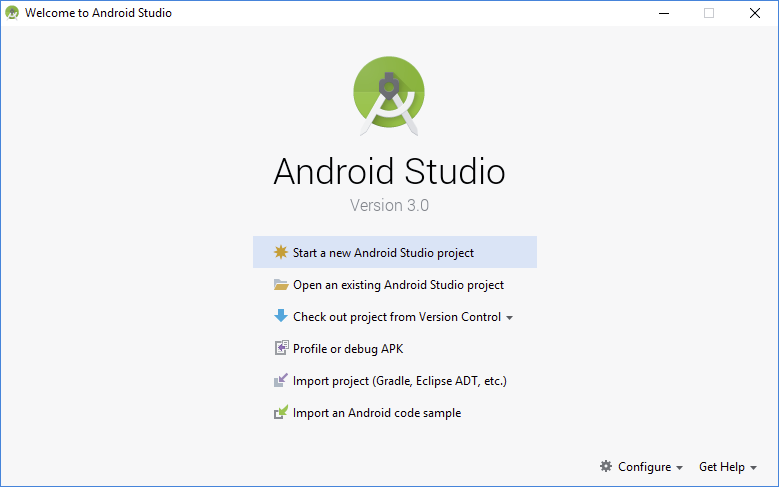 Welcome to Android Studio
Android Studio
Version 3.0
Start a new Android Studio project
Open an existing Android Studio project
Check out project from Version Control
Profile or debug APK
Import project (Gradle, Eclipse ADT, etc.)
Import an Android code sample
Configure Get Help